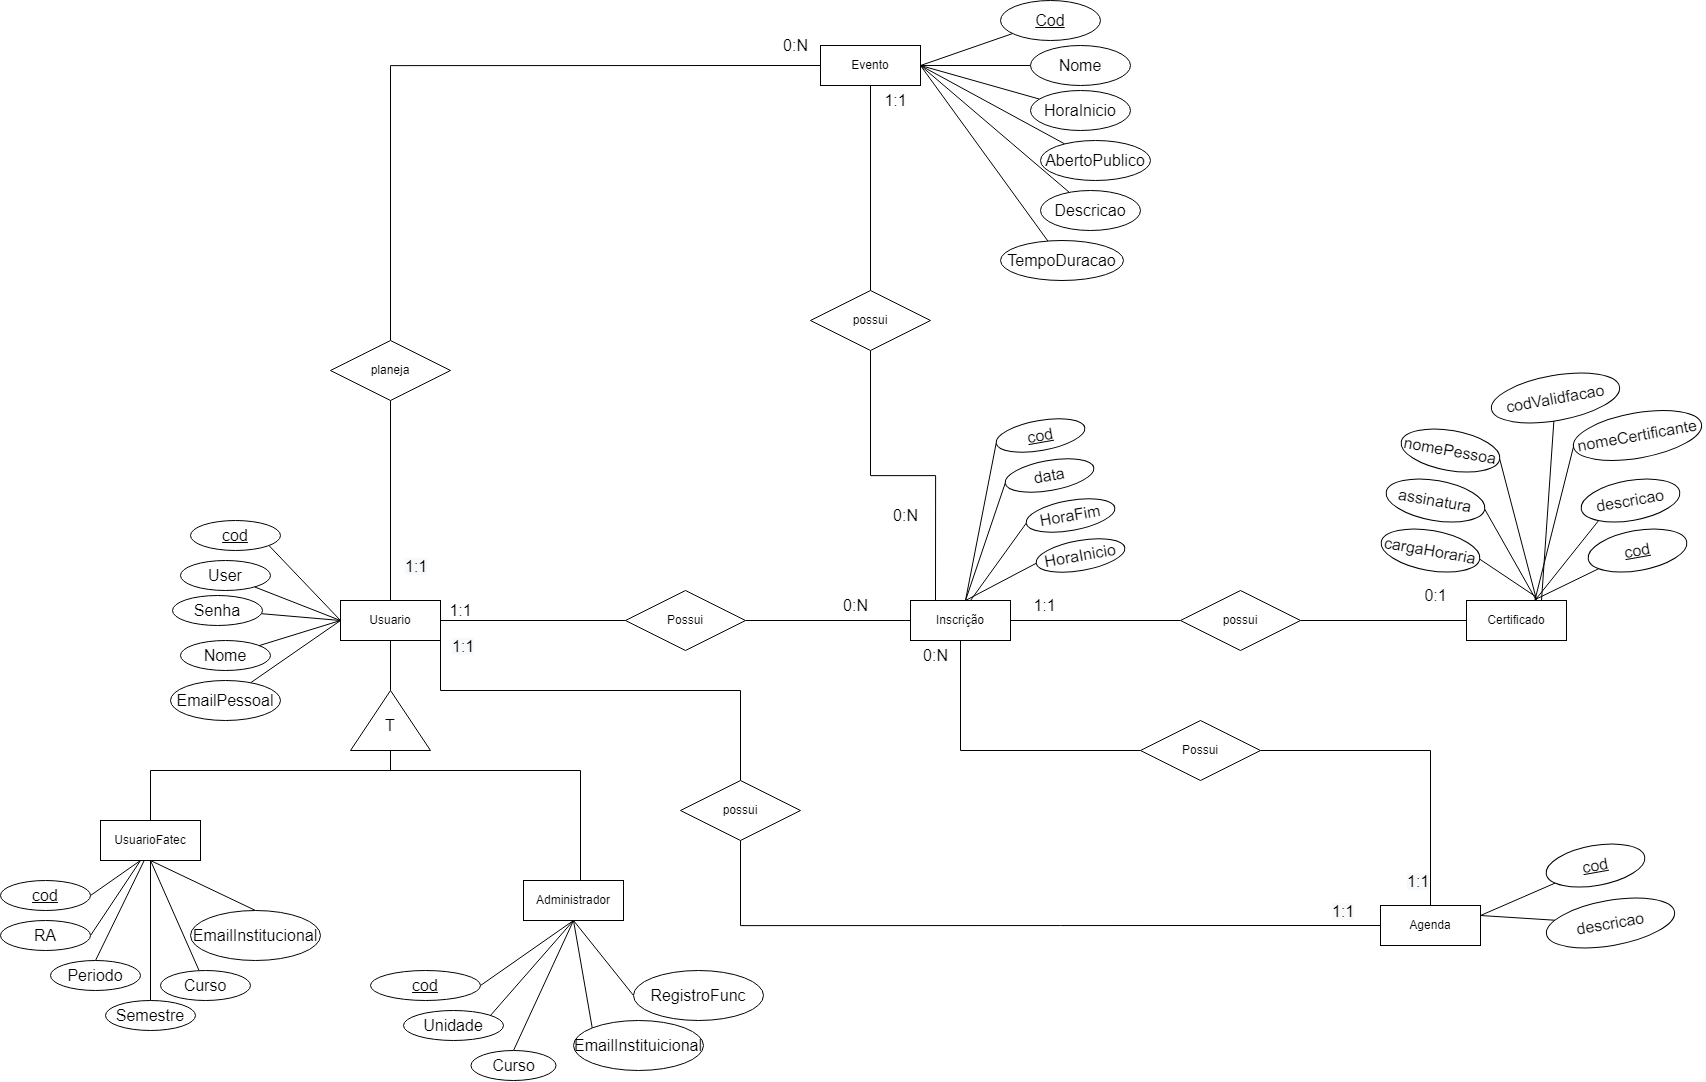 Cod
0:N
Evento
Nome
1:1
HoraInicio
AbertoPublico
Descricao
TempoDuracao
possui
planeja
codValidfacao
nomePessoa
nomeCertificante
cod
data
assinatura
descricao
HoraFim
cargaHoraria
cod
HoraInicio
cod
User
Senha
Nome
EmailPessoal
1:1
0:N
Usuario
1:1
1:1
Possui
0:N
Inscrição
1:1
0:N
possui
0:1
Certificado
T
Possui
possui
UsuarioFatec
cod
RA
Periodo
Semestre
Curso
EmailInstitucional
Administrador
cod
Unidade
Curso
EmailInstituicional
RegistroFunc
1:1
1:1
Agenda
cod
descricao